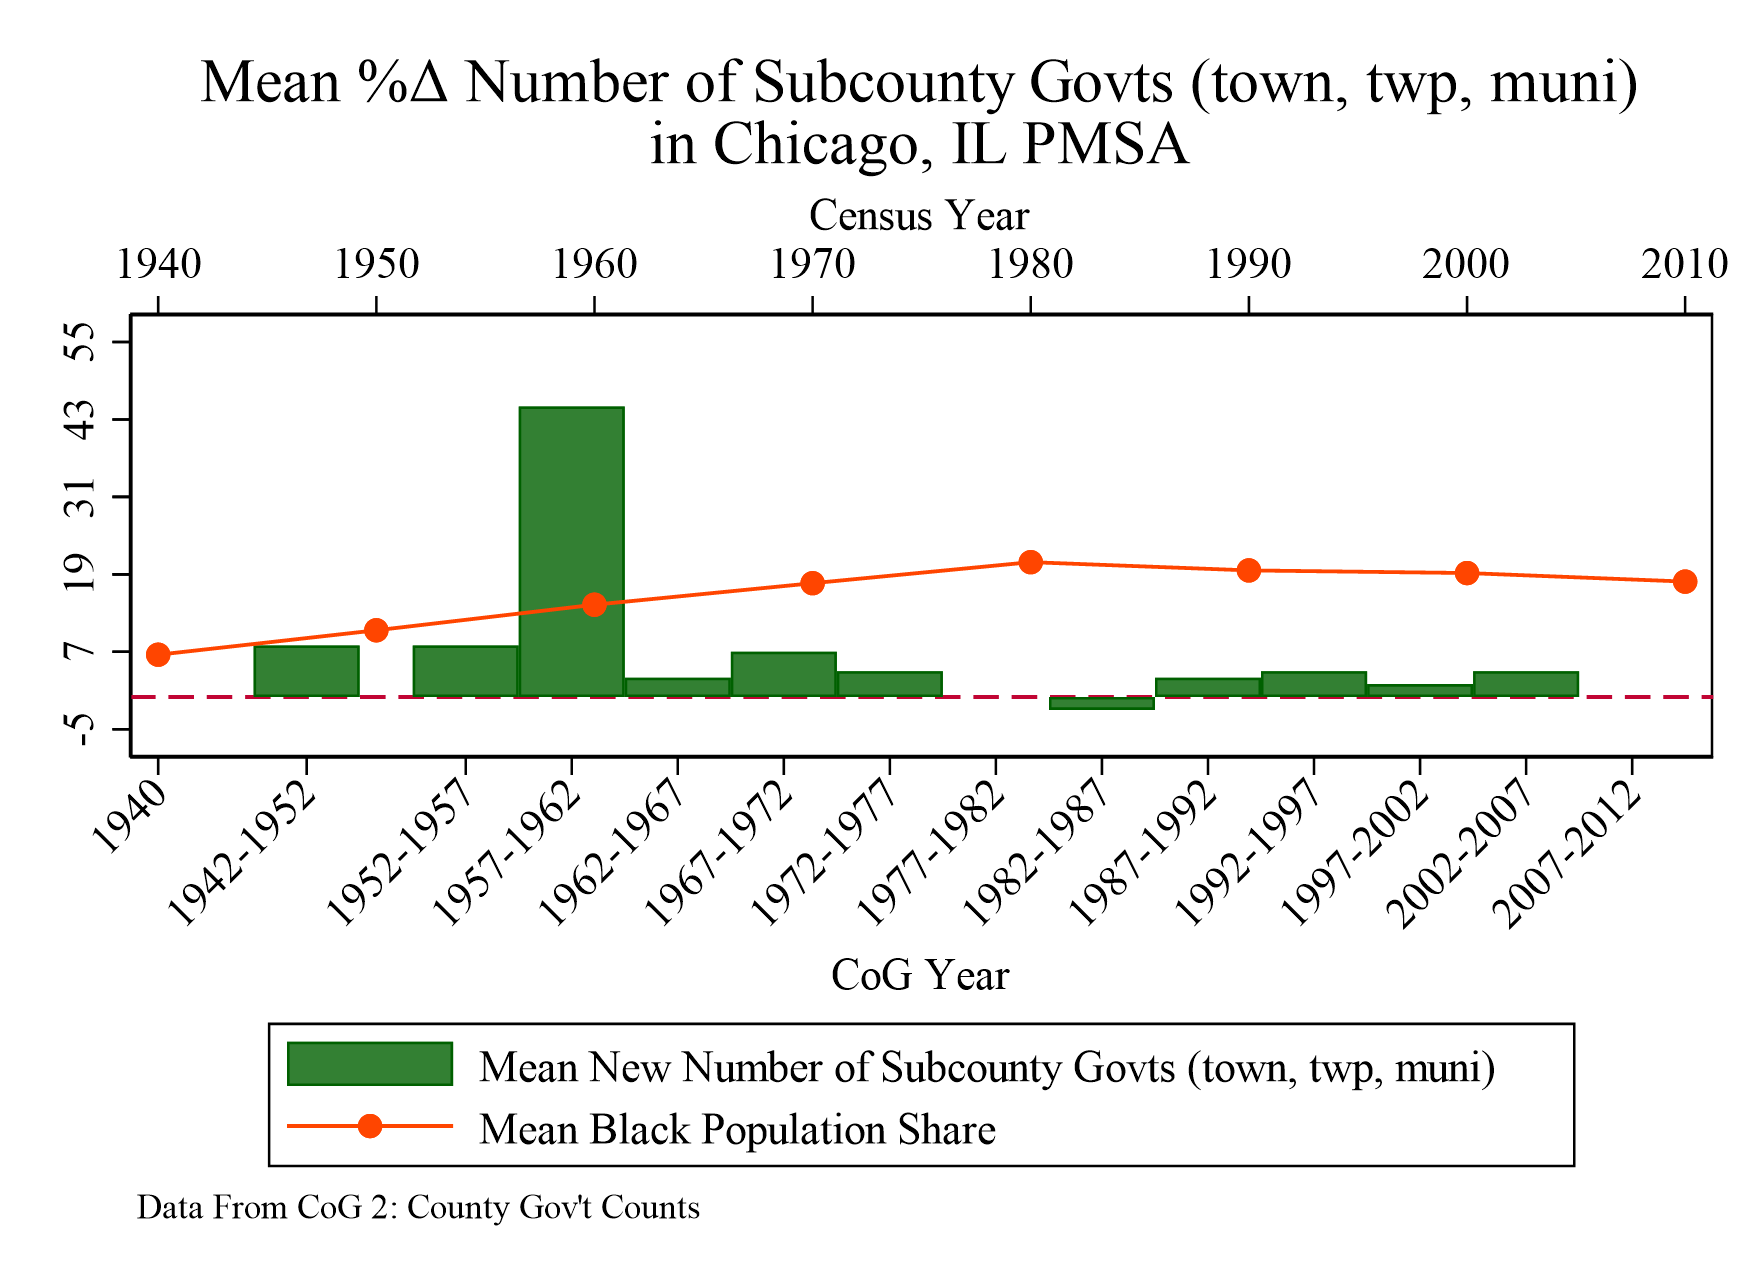 Mean %Δ Number of Subcounty Govts (town, twp, muni)
in Chicago, IL PMSA
Census Year
1940 1950 1960 1970 1980 1990 2000 2010
55
43
31
19
7
-5
1940 1942-1952 1952-1957 1957-1962 1962-1967 1967-1972 1972-1977 1977-1982 1982-1987 1987-1992 1992-1997 1997-2002 2002-2007 2007-2012
CoG Year
Mean New Number of Subcounty Govts (town, twp, muni)
Mean Black Population Share
Data From CoG 2: County Gov't Counts